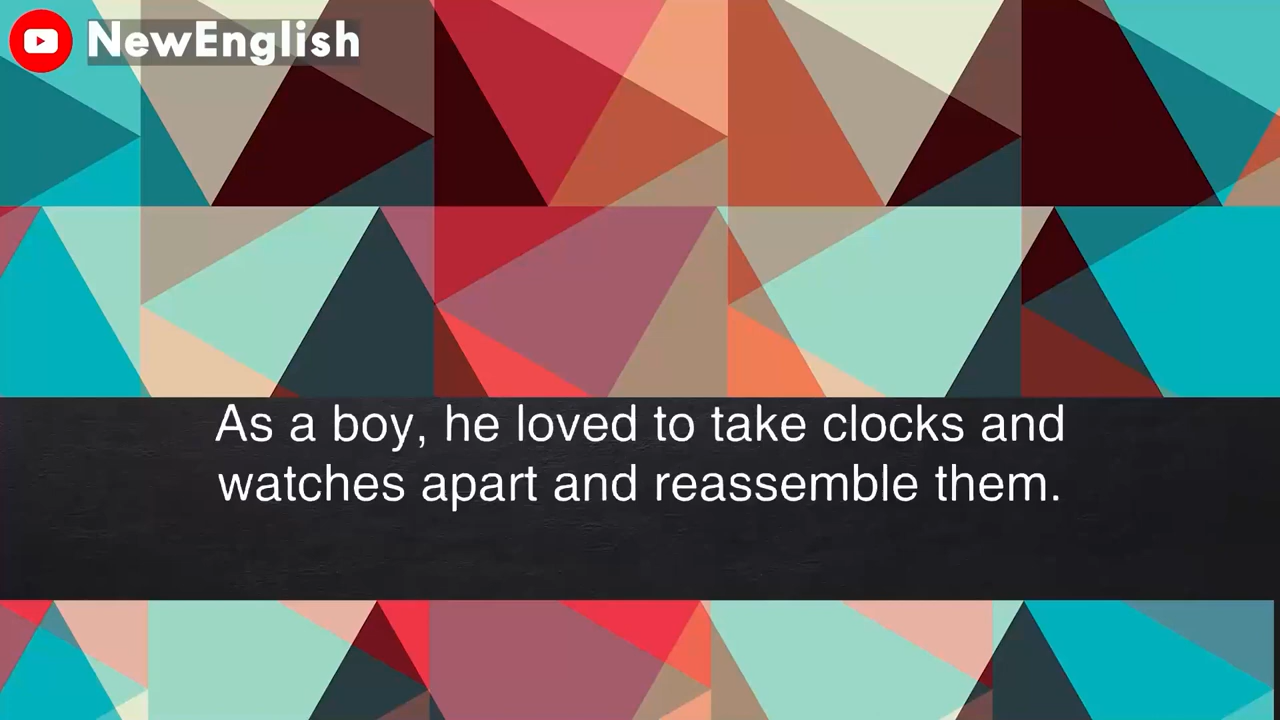 NewEnglish
As a boy, he loved to take clocks and
watches apart and reassemble them.